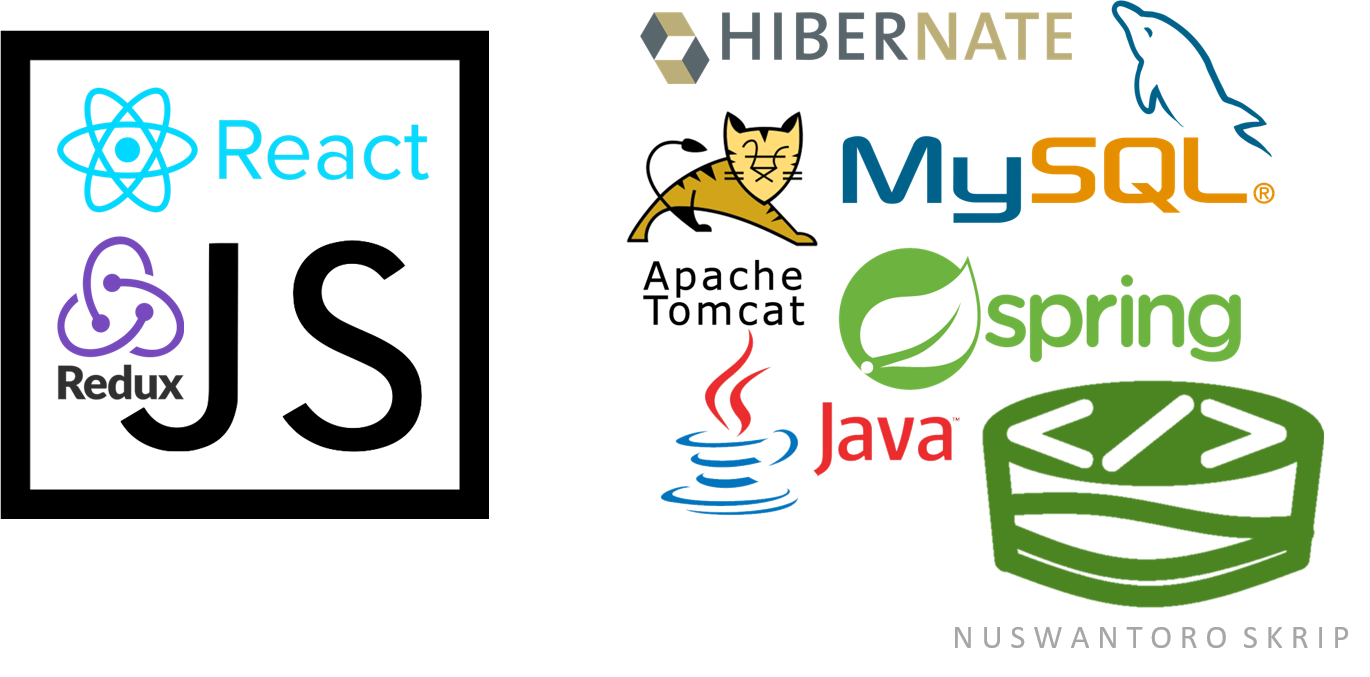 React
JS
Redux
HIBERNATE
MySQL®
Apache
Tomcat
spring
Java™
</>
NUSWANTORO SKRIP